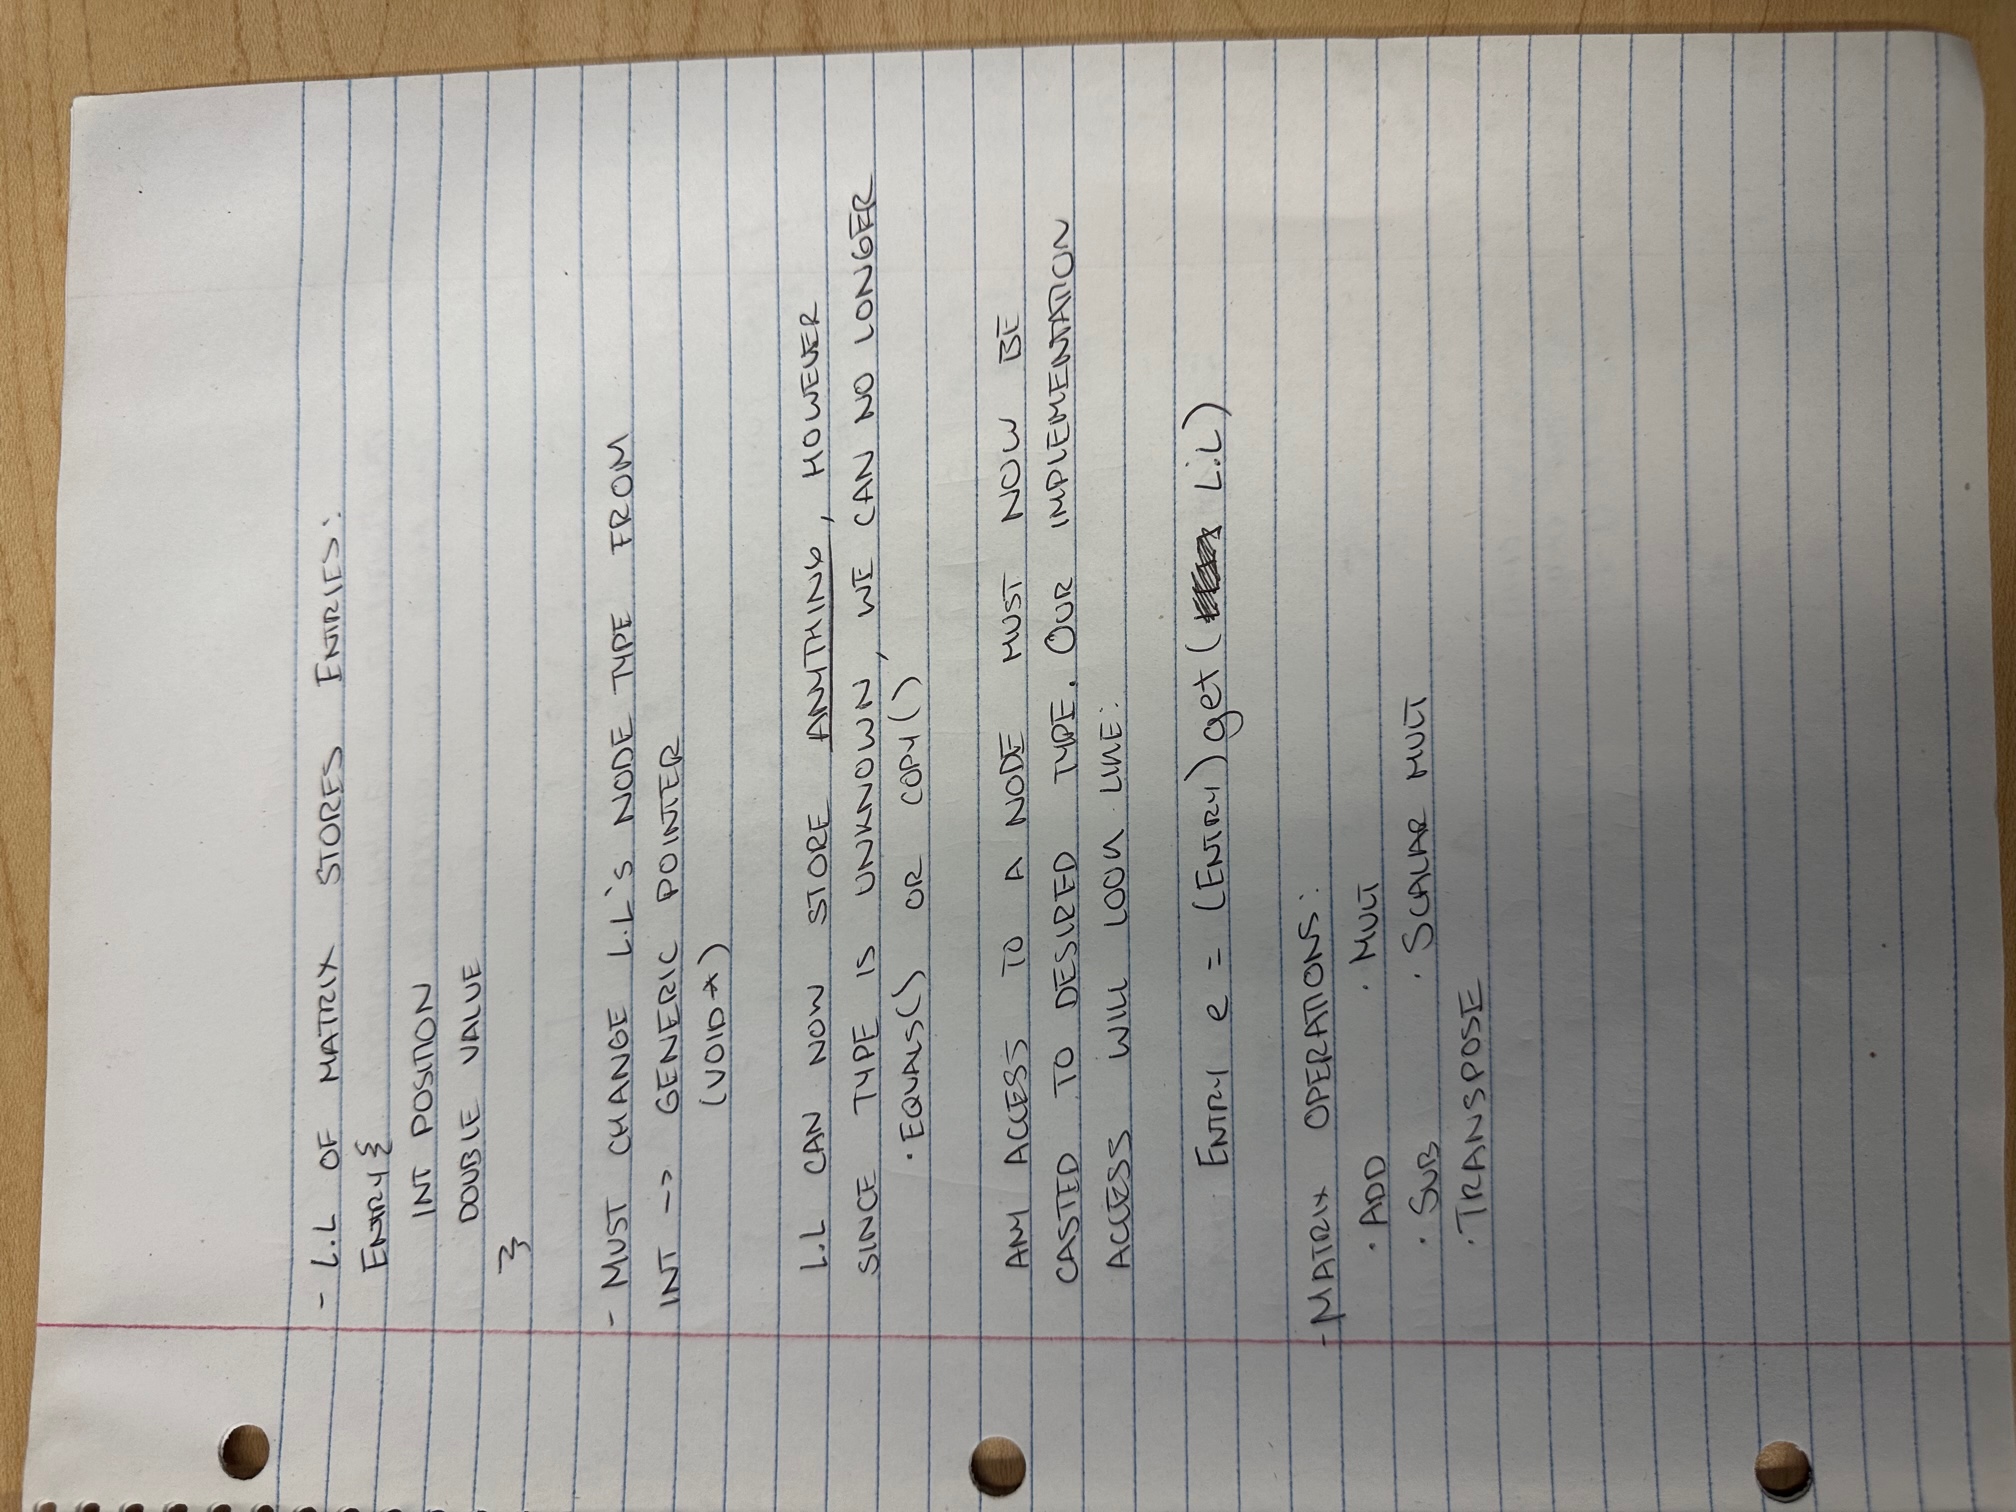 - L.L OF MATRIX STORES ENTRIES:
ENTRY {
INT POSITION
DOUBLE VALUE
}
- MUST CHANGE L.L'S NODE TYPE FROM
INT -> GENERIC POINTER
(VOID *)
L.L CAN NOW STORE ANYTHING, HOWEVER
SINCE TYPE IS UNKNOWN, WE CAN NO LONGER
· EQUALS() OR COPY()
ANY ACCESS TO A NODE MUST NOW BE
CASTED TO DESIRED TYPE. OUR IMPLEMENTATION
ACCESS WILL LOOK LIKE:
ENTRY e = (ENTRY) get( L.L)
- MATRIX OPERATIONS:
· ADD · MULT
· SUB · SCALAR MULT
· TRANSPOSE